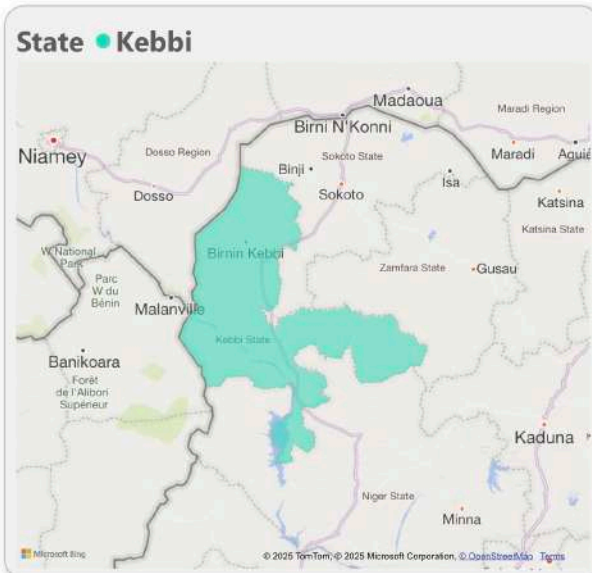 State Kebbi
Madaoua
Birni N'Konni
Maradi Region
Niamey
Dosso Region
Sokoto State
Maradi
Binji
Isa
Dosso
Sokoto
Katsina
Katsina State
Birnin Kebbi
W National
Park
Zamfara State
Gusau
Parc
W du
Bénin
Malanville
Kebbi State
Banikoara
Forêt
de l'Alibori
Supérieur
Kaduna
Niger State
Minna
Microsoft Bing
© 2025 TomTom, © 2025 Microsoft Corporation, © OpenStreetMap Terms